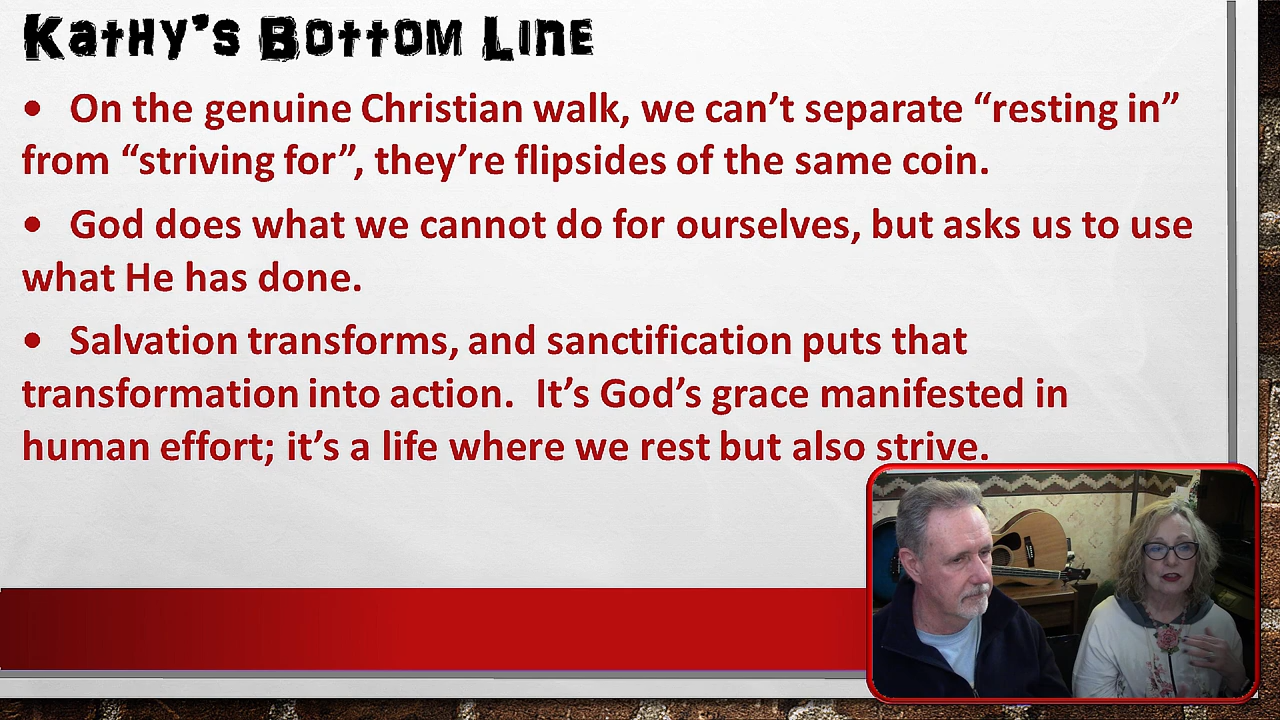 Kathy's Bottom Line
• On the genuine Christian walk, we can't separate “resting in”
from “striving for”, they're flipsides of the same coin.
• God does what we cannot do for ourselves, but asks us to use
what He has done.
• Salvation transforms, and sanctification puts that
transformation into action.  It's God's grace manifested in
human effort; it's a life where we rest but also strive.